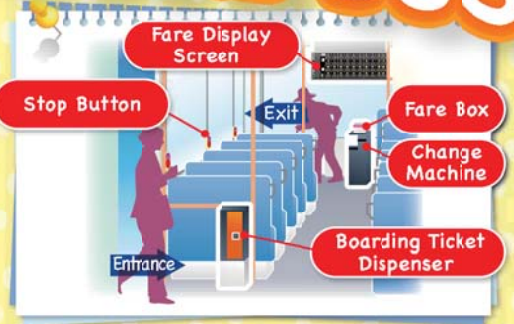 Fare Display
Screen
Stop Button
Exit
Fare Box
Change
Machine
Boarding Ticket
Dispenser
Entrance